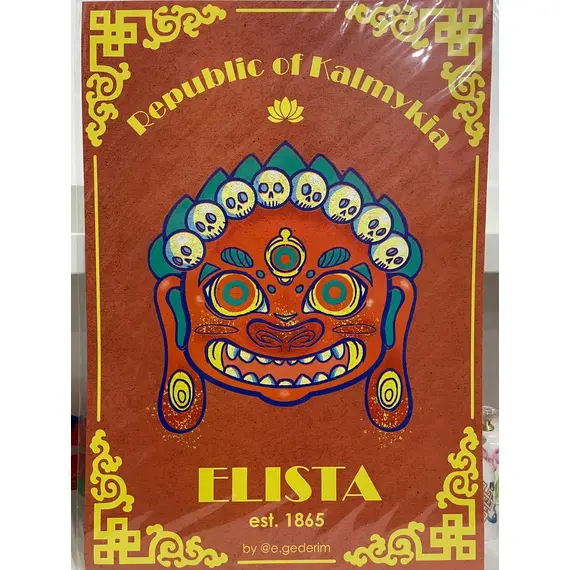 Republic of Kalmykia
ELISTA
est. 1865
by @e.gederim